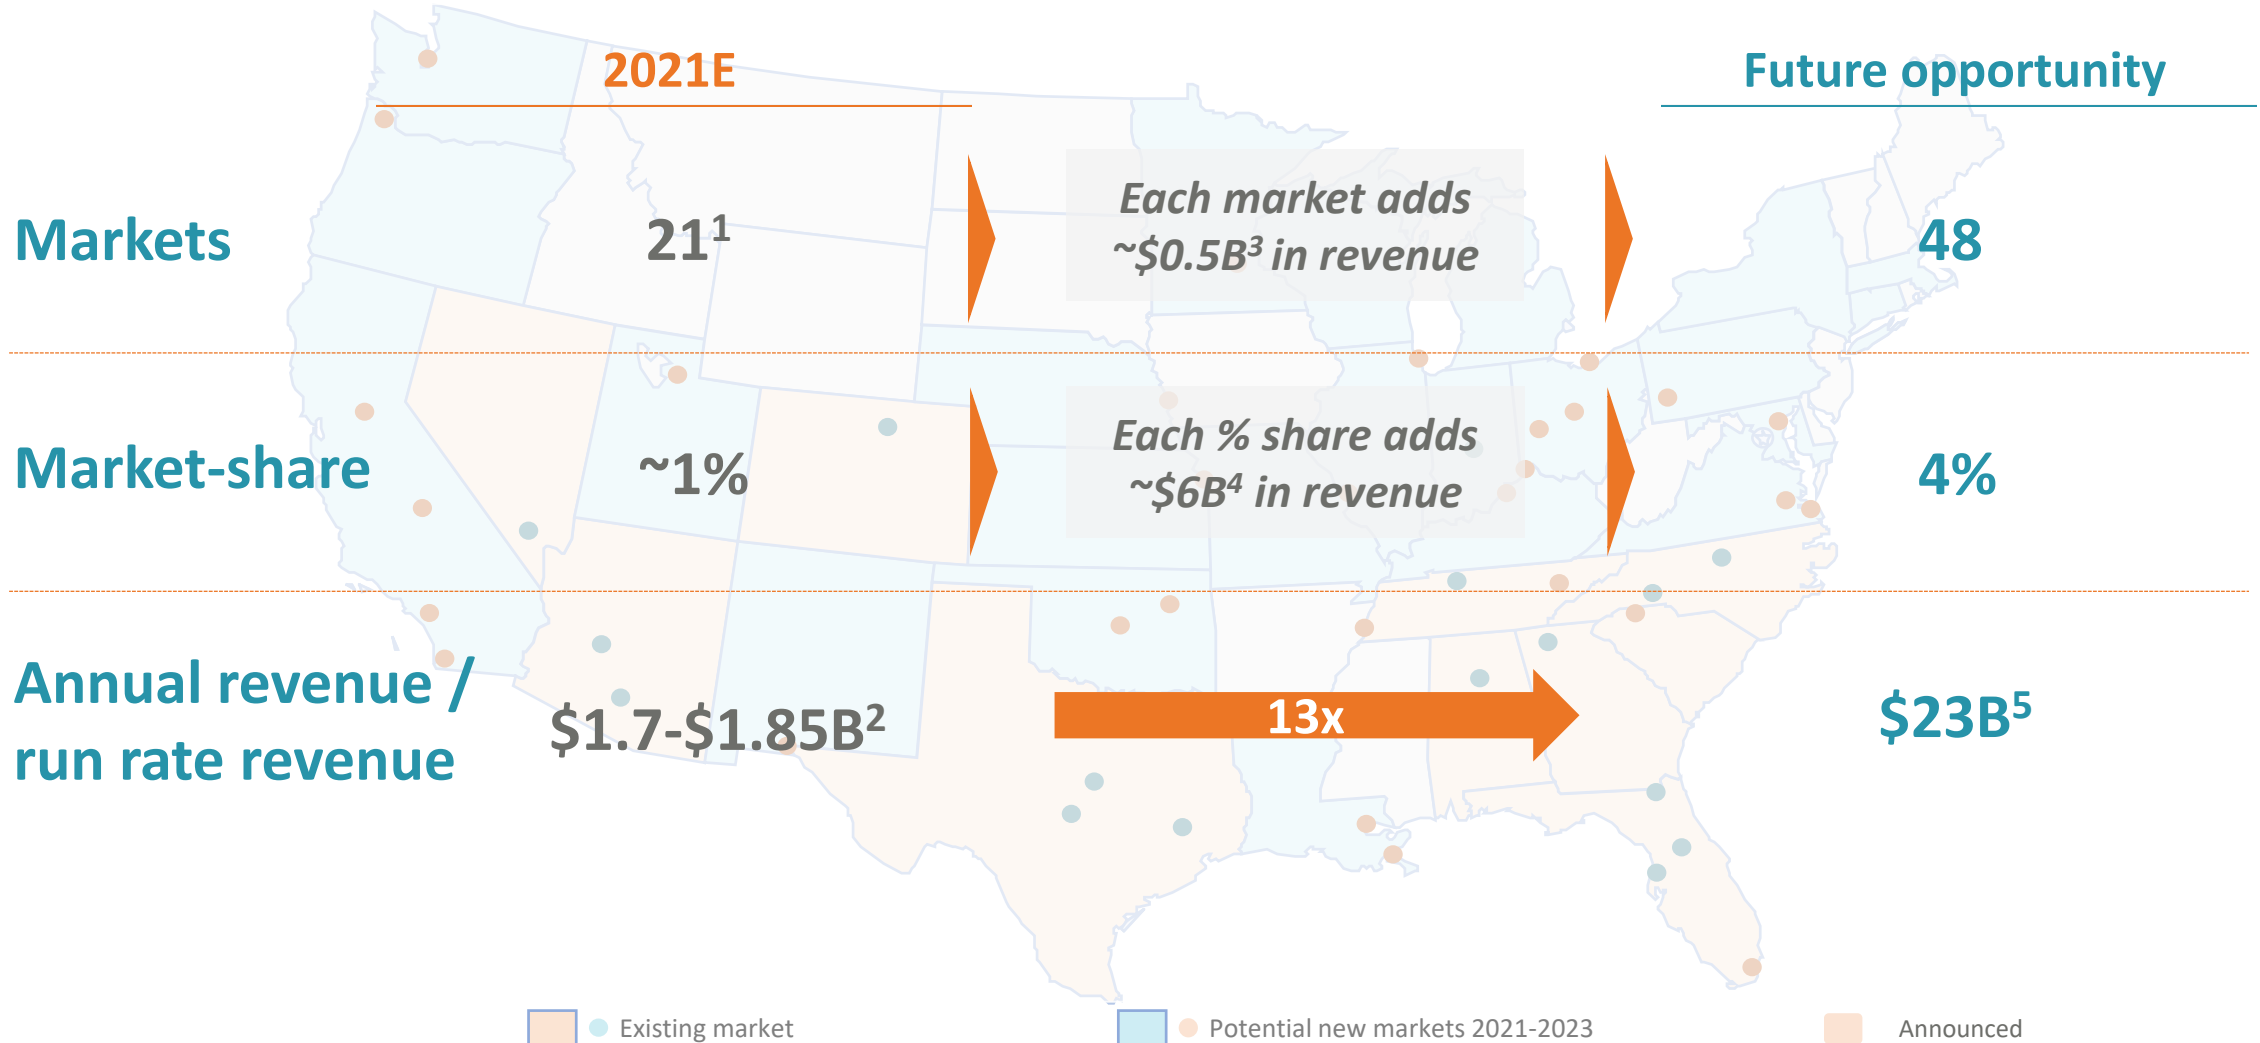 2021E
Future opportunity
Markets
21¹
Each market adds
~$0.5B³ in revenue
48
Market-share
~1%
Each % share adds
~$6B⁴ in revenue
4%
Annual revenue /
run rate revenue
$1.7-$1.85B²
13x
$23B⁵
Existing market
Potential new markets 2021-2023
Announced